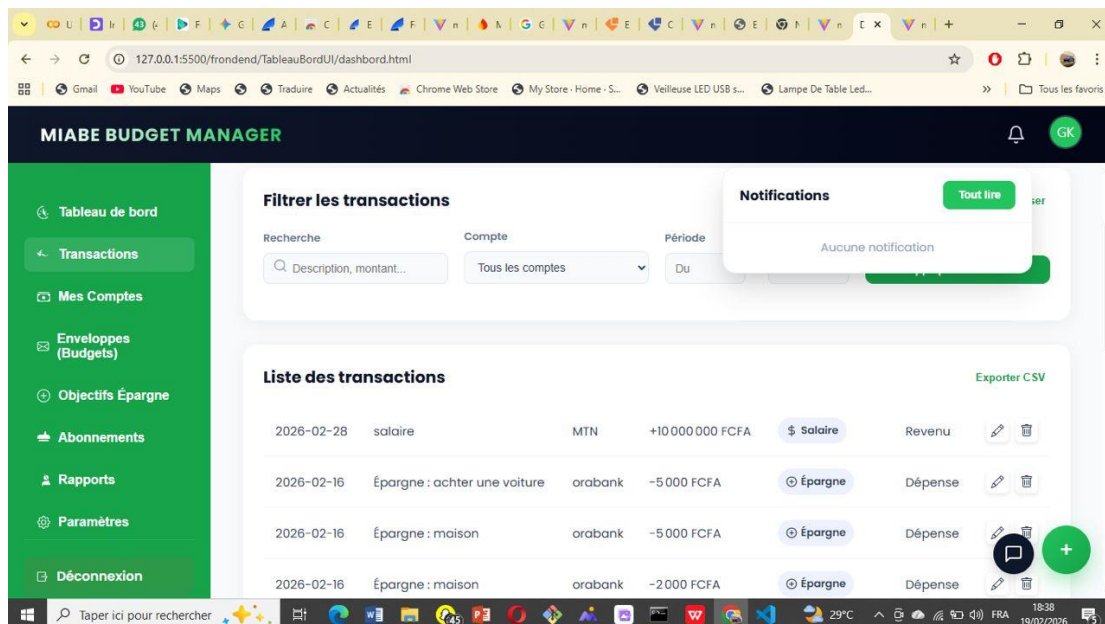 127.0.0.1:5500/frondend/TableauBordUI/dashbord.html
Gmail YouTube Maps Traduire Actualités Chrome Web Store My Store · Home · S... Veilleuse LED USB s... Lampe De Table Led... » Tous les favoris
MIABE BUDGET MANAGER
GK
Tableau de bord
Transactions
Mes Comptes
Enveloppes
(Budgets)
Objectifs Épargne
Abonnements
Rapports
Paramètres
Déconnexion
Filtrer les transactions
Notifications
Tout lire
Aucune notification
Recherche Compte Période
Description, montant... Tous les comptes Du
Liste des transactions Exporter CSV
2026-02-28 salaire MTN +10 000 000 FCFA $ Salaire Revenu
2026-02-16 Épargne : achter une voiture orabank -5 000 FCFA Épargne Dépense
2026-02-16 Épargne : maison orabank -5 000 FCFA Épargne Dépense
2026-02-16 Épargne : maison orabank -2 000 FCFA Épargne Dépense
+
Taper ici pour rechercher 29°C FRA 18:38
19/02/2026